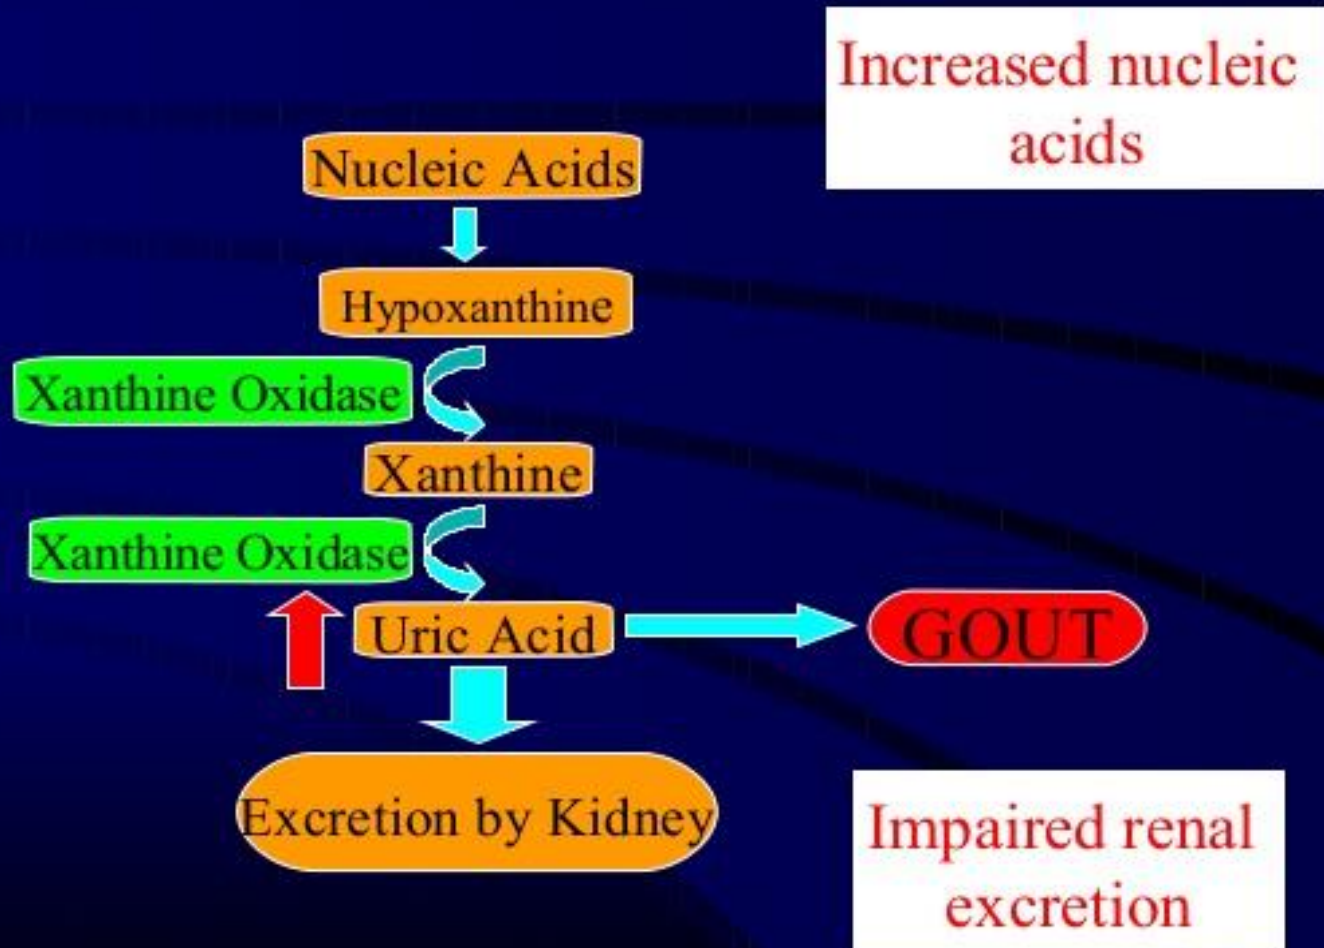 Increased nucleic
acids
Nucleic Acids
Hypoxanthine
Xanthine Oxidase
Xanthine
Xanthine Oxidase
Uric Acid
GOUT
Excretion by Kidney
Impaired renal
excretion